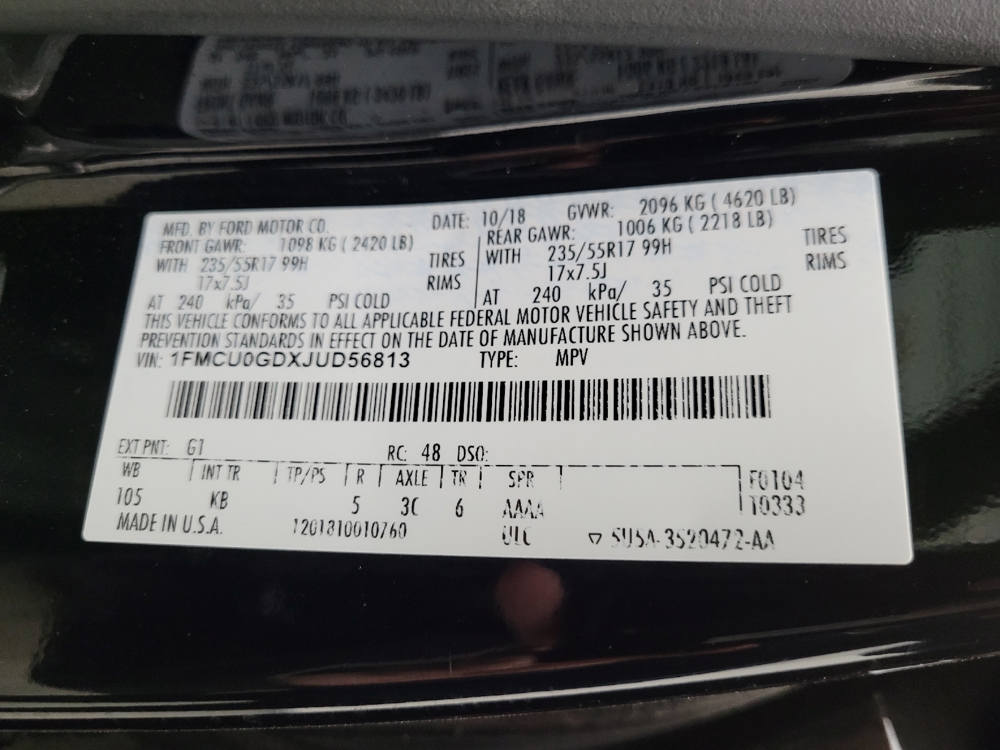 MFD. BY FORD MOTOR CO. DATE: 10/18 GVWR: 2096 KG ( 4620 LB)
FRONT GAWR: 1098 KG ( 2420 LB) REAR GAWR: 1006 KG ( 2218 LB)
WITH 235/55R17 99H TIRES WITH 235/55R17 99H TIRES
17x7.5J RIMS 17x7.5J RIMS
AT 240 kPa/ 35 PSI COLD AT 240 kPa/ 35 PSI COLD
THIS VEHICLE CONFORMS TO ALL APPLICABLE FEDERAL MOTOR VEHICLE SAFETY AND THEFT
PREVENTION STANDARDS IN EFFECT ON THE DATE OF MANUFACTURE SHOWN ABOVE.
VIN: 1FMCU0GDXJUD56813 TYPE: MPV
EXT PNT: G1 RC: 48 DSO:
WB INT TR TP/PS R AXLE TR SPR F0104
105 KB 5 3C 6 AAAA T0333
MADE IN U.S.A. 1201810010760 ULC 5U5A-3520472-AA